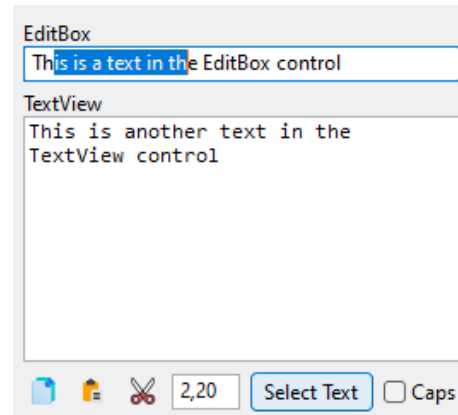 EditBox
This is a text in the EditBox control
TextView
This is another text in the
TextView control
2,20 Select Text Caps